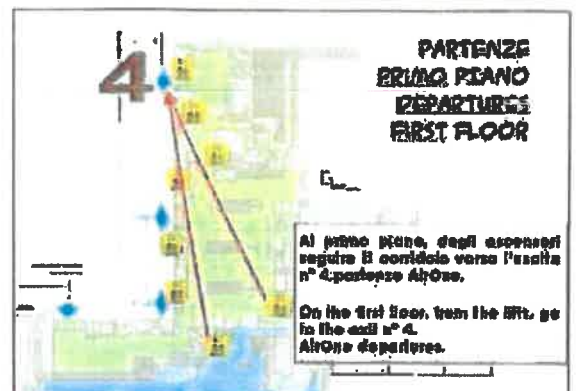 4
PARTENZE
PRIMO PIANO
DEPARTURES
FIRST FLOOR
Al primo piano, dagli ascensori
seguire il corridoio verso l'uscita
n° 4: partenze AirOne.
On the first floor, from the lifts, go
to the exit n° 4.
AirOne departures.